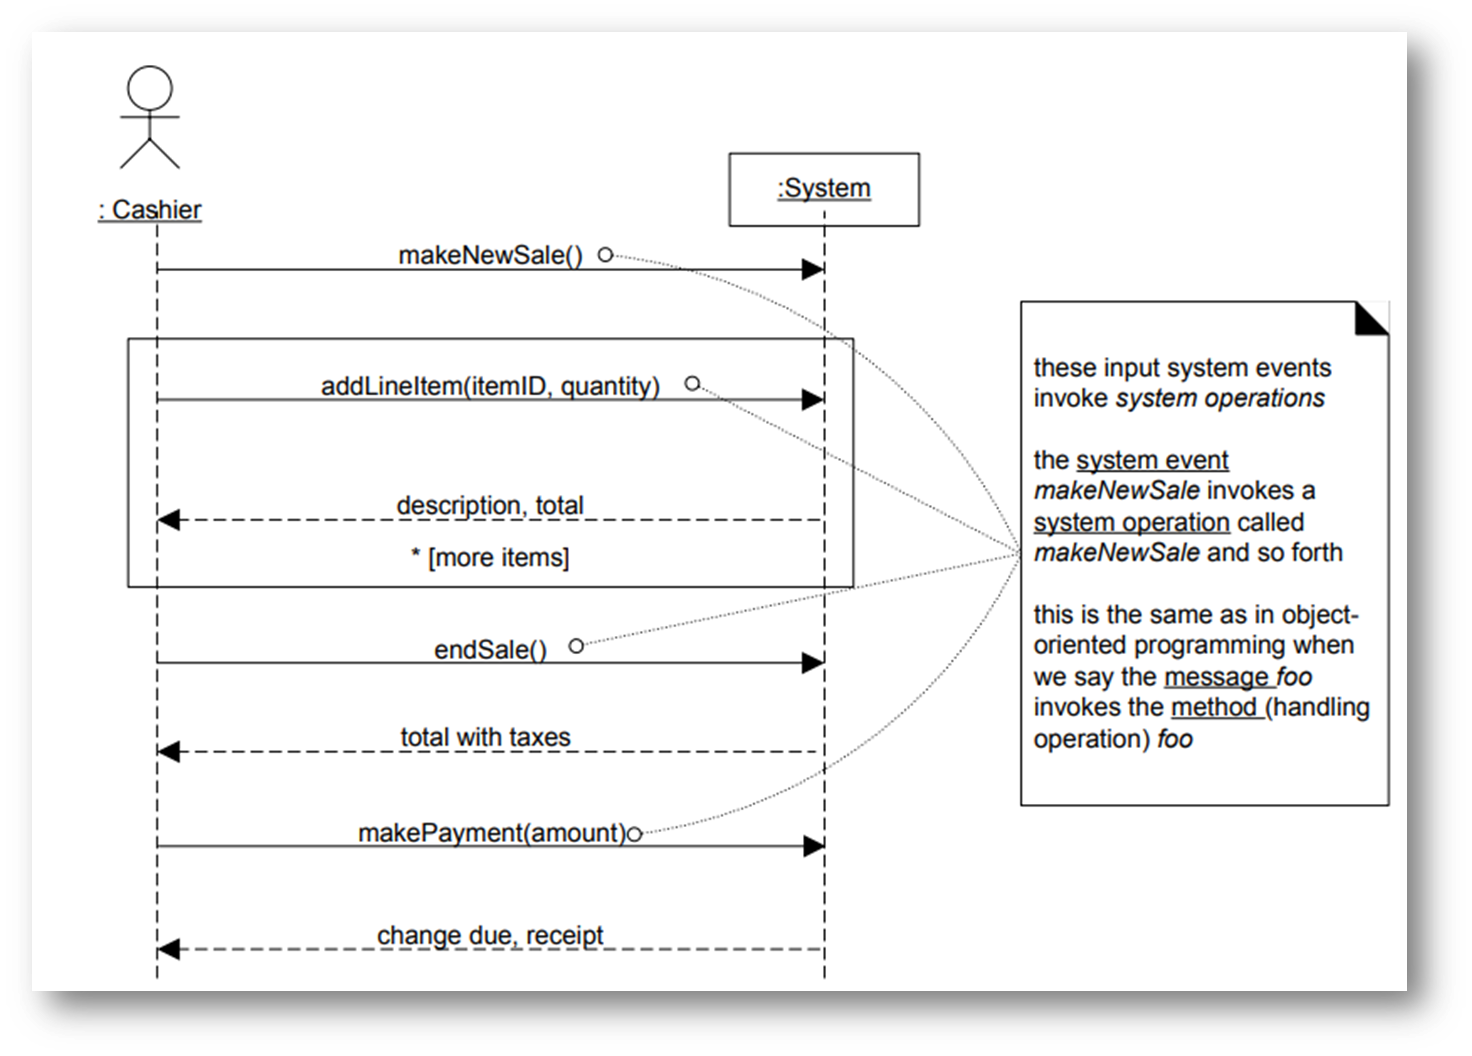 : Cashier
:System
makeNewSale()
addLineItem(itemID, quantity)
description, total
* [more items]
endSale()
total with taxes
makePayment(amount)
change due, receipt
these input system events
invoke system operations
the system event
makeNewSale invokes a
system operation called
makeNewSale and so forth
this is the same as in object-
oriented programming when
we say the message foo
invokes the method (handling
operation) foo